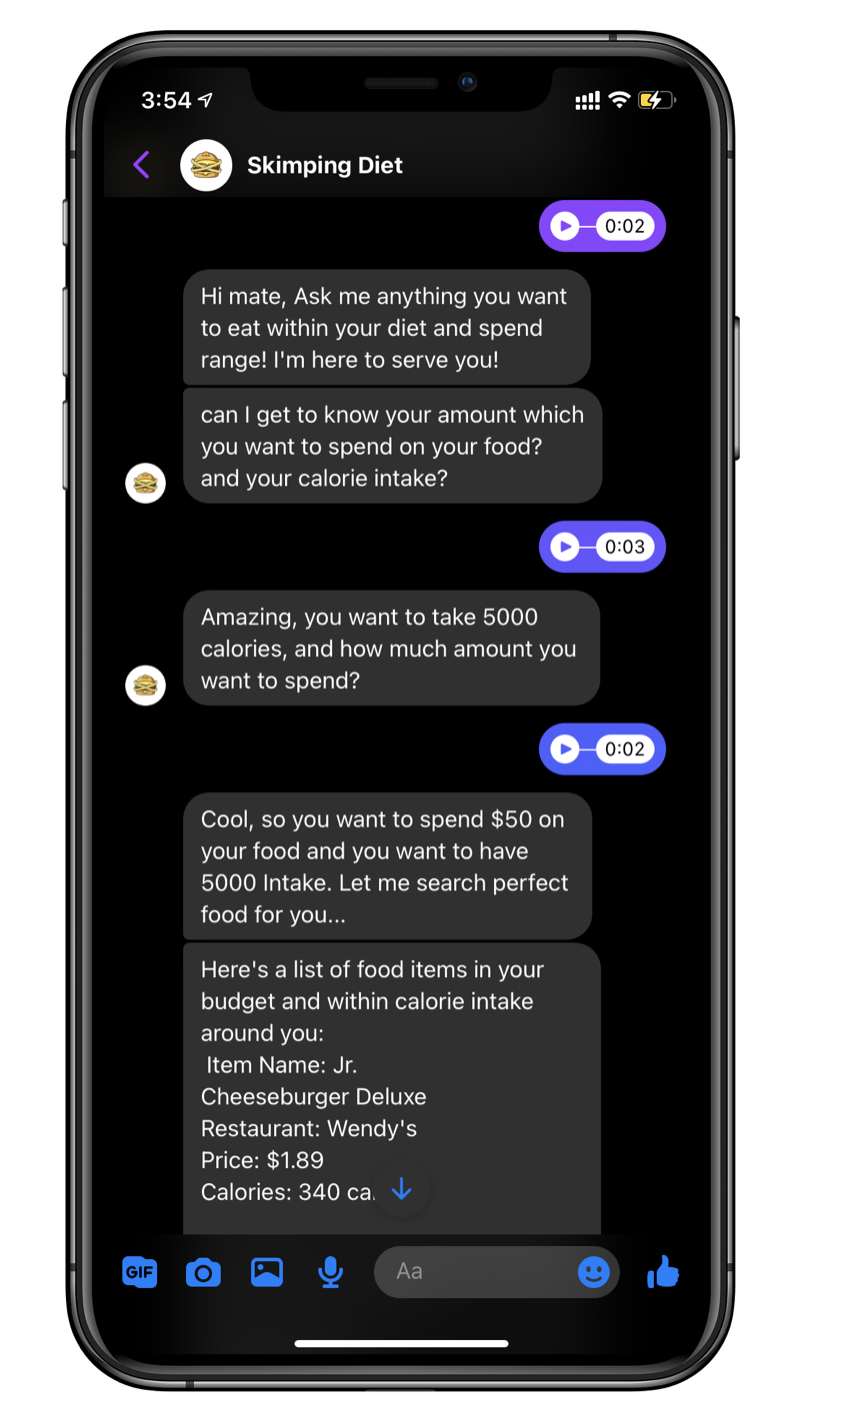 3:54
Skimping Diet
0:02
Hi mate, Ask me anything you want
to eat within your diet and spend
range! I'm here to serve you!
can I get to know your amount which
you want to spend on your food?
and your calorie intake?
0:03
Amazing, you want to take 5000
calories, and how much amount you
want to spend?
0:02
Cool, so you want to spend $50 on
your food and you want to have
5000 Intake. Let me search perfect
food for you...
Here's a list of food items in your
budget and within calorie intake
around you:
Item Name: Jr.
Cheeseburger Deluxe
Restaurant: Wendy's
Price: $1.89
Calories: 340
GIF
Aa